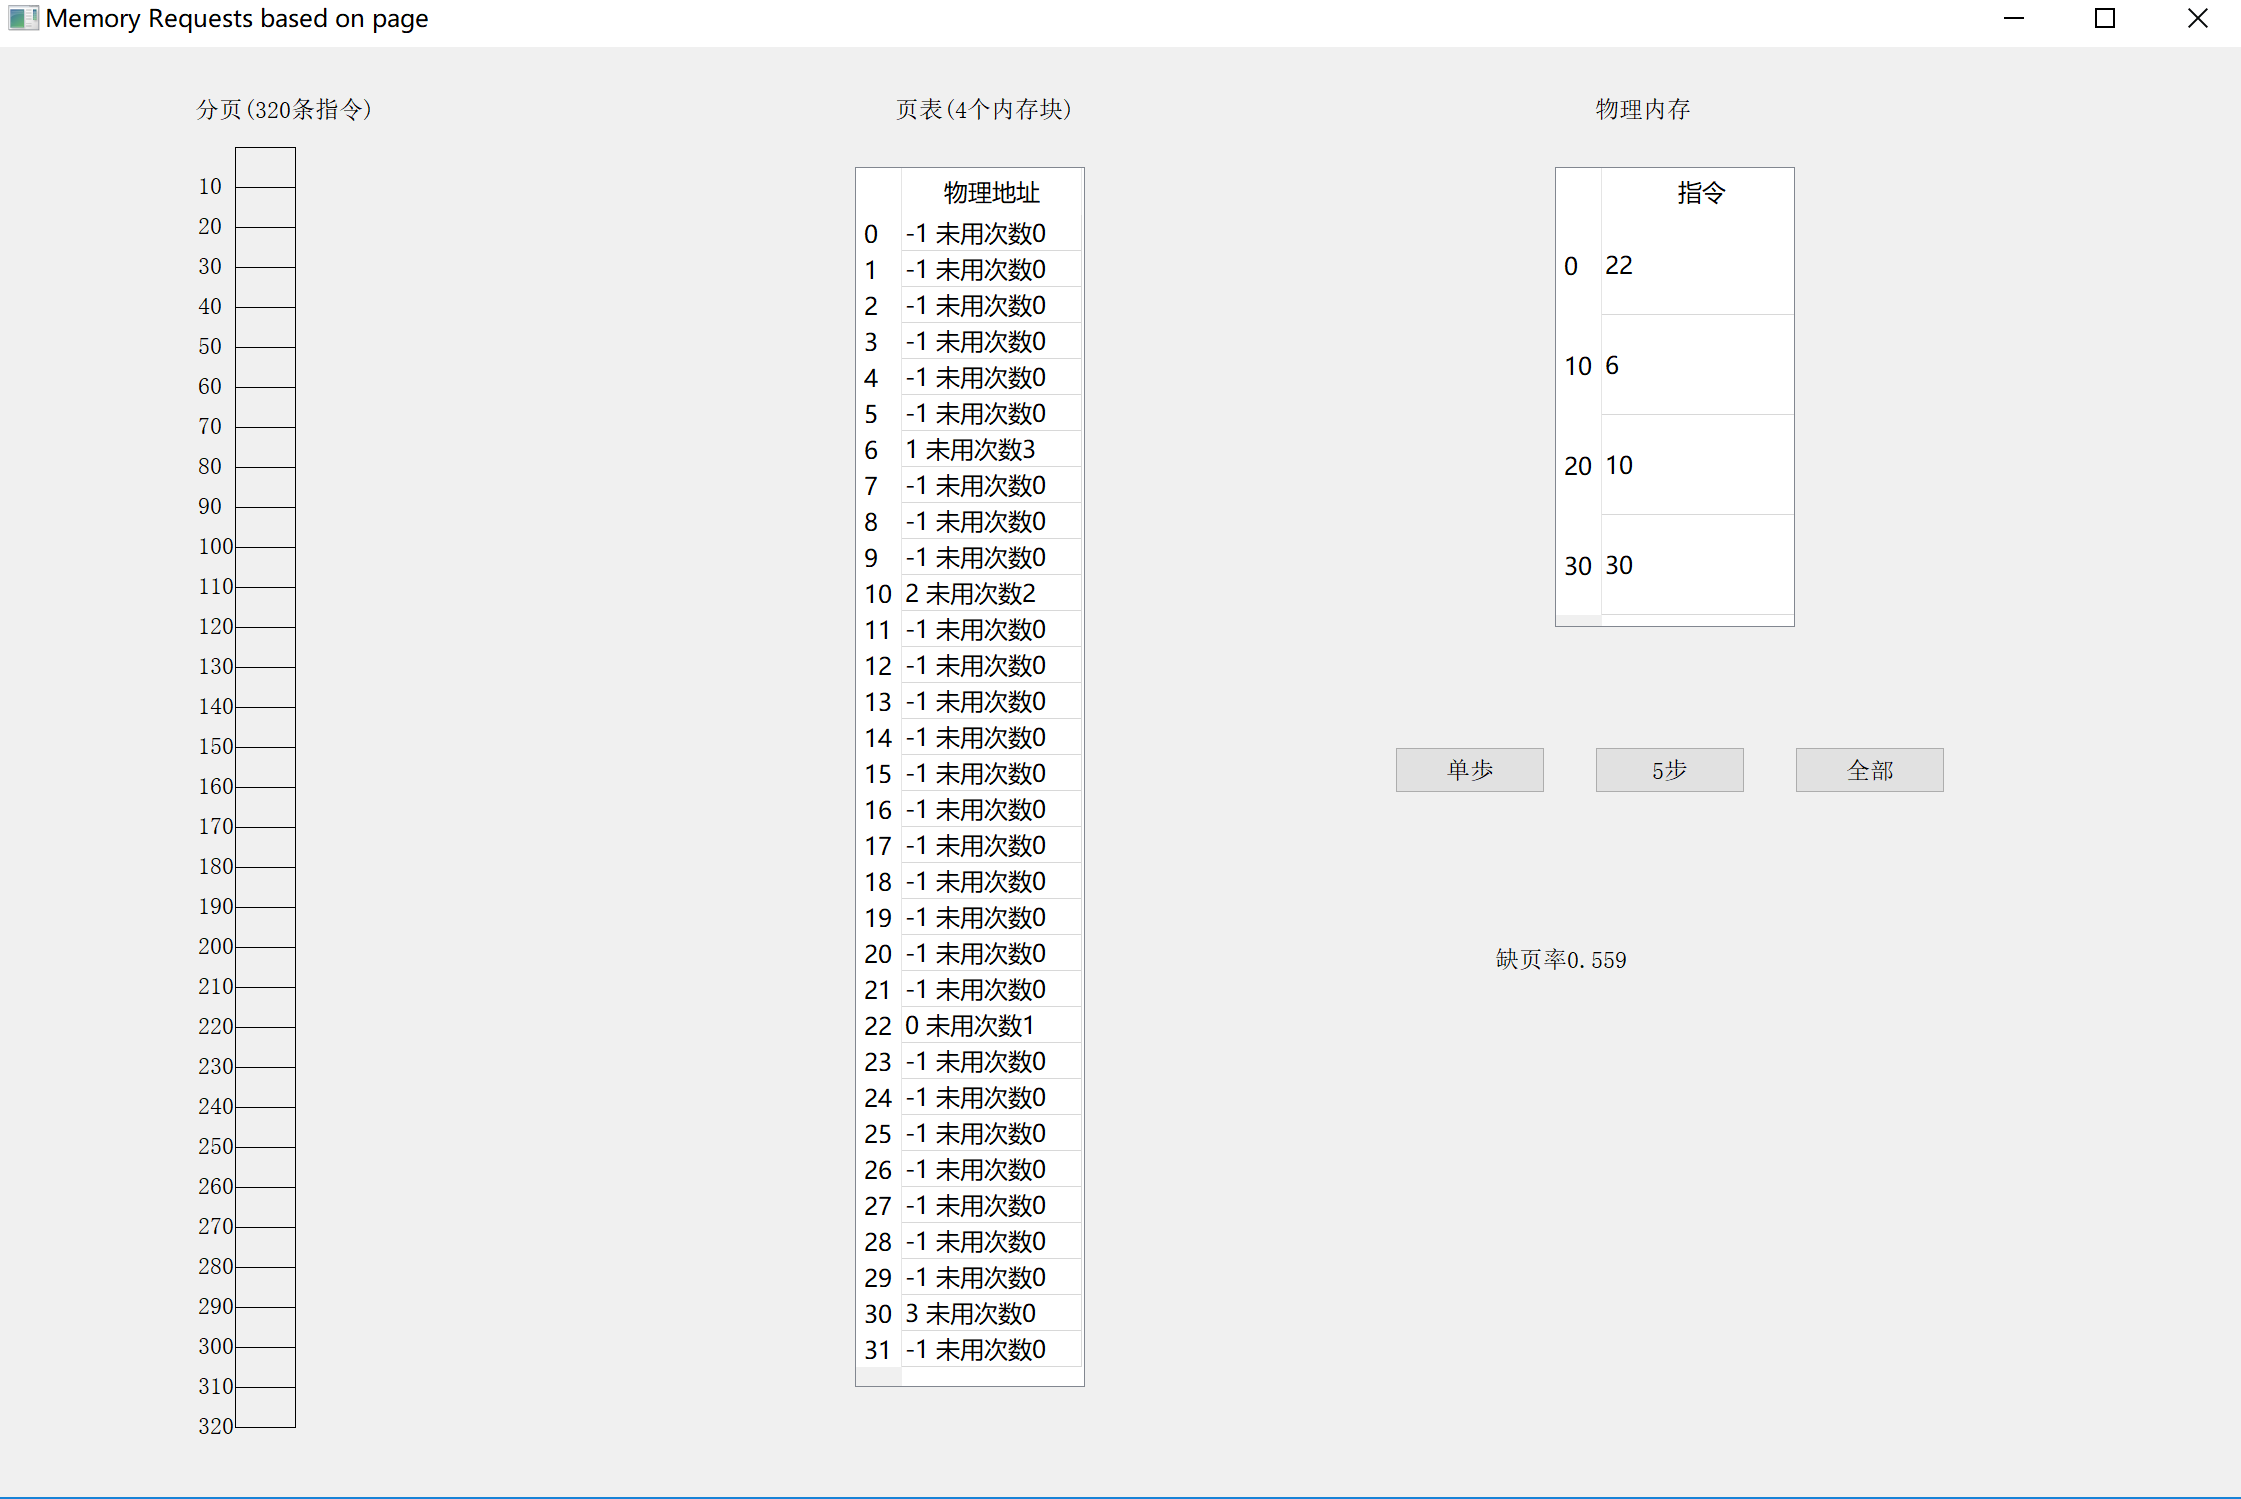 Memory Requests based on page
分页(320条指令)
10
20
30
40
50
60
70
80
90
100
110
120
130
140
150
160
170
180
190
200
210
220
230
240
250
260
270
280
290
300
310
320
页表(4个内存块)
物理地址
0 -1 未用次数0
1 -1 未用次数0
2 -1 未用次数0
3 -1 未用次数0
4 -1 未用次数0
5 -1 未用次数0
6 1 未用次数3
7 -1 未用次数0
8 -1 未用次数0
9 -1 未用次数0
10 2 未用次数2
11 -1 未用次数0
12 -1 未用次数0
13 -1 未用次数0
14 -1 未用次数0
15 -1 未用次数0
16 -1 未用次数0
17 -1 未用次数0
18 -1 未用次数0
19 -1 未用次数0
20 -1 未用次数0
21 -1 未用次数0
22 0 未用次数1
23 -1 未用次数0
24 -1 未用次数0
25 -1 未用次数0
26 -1 未用次数0
27 -1 未用次数0
28 -1 未用次数0
29 -1 未用次数0
30 3 未用次数0
31 -1 未用次数0
物理内存
指令
0 22
10 6
20 10
30 30
单步 5步 全部
缺页率0.559